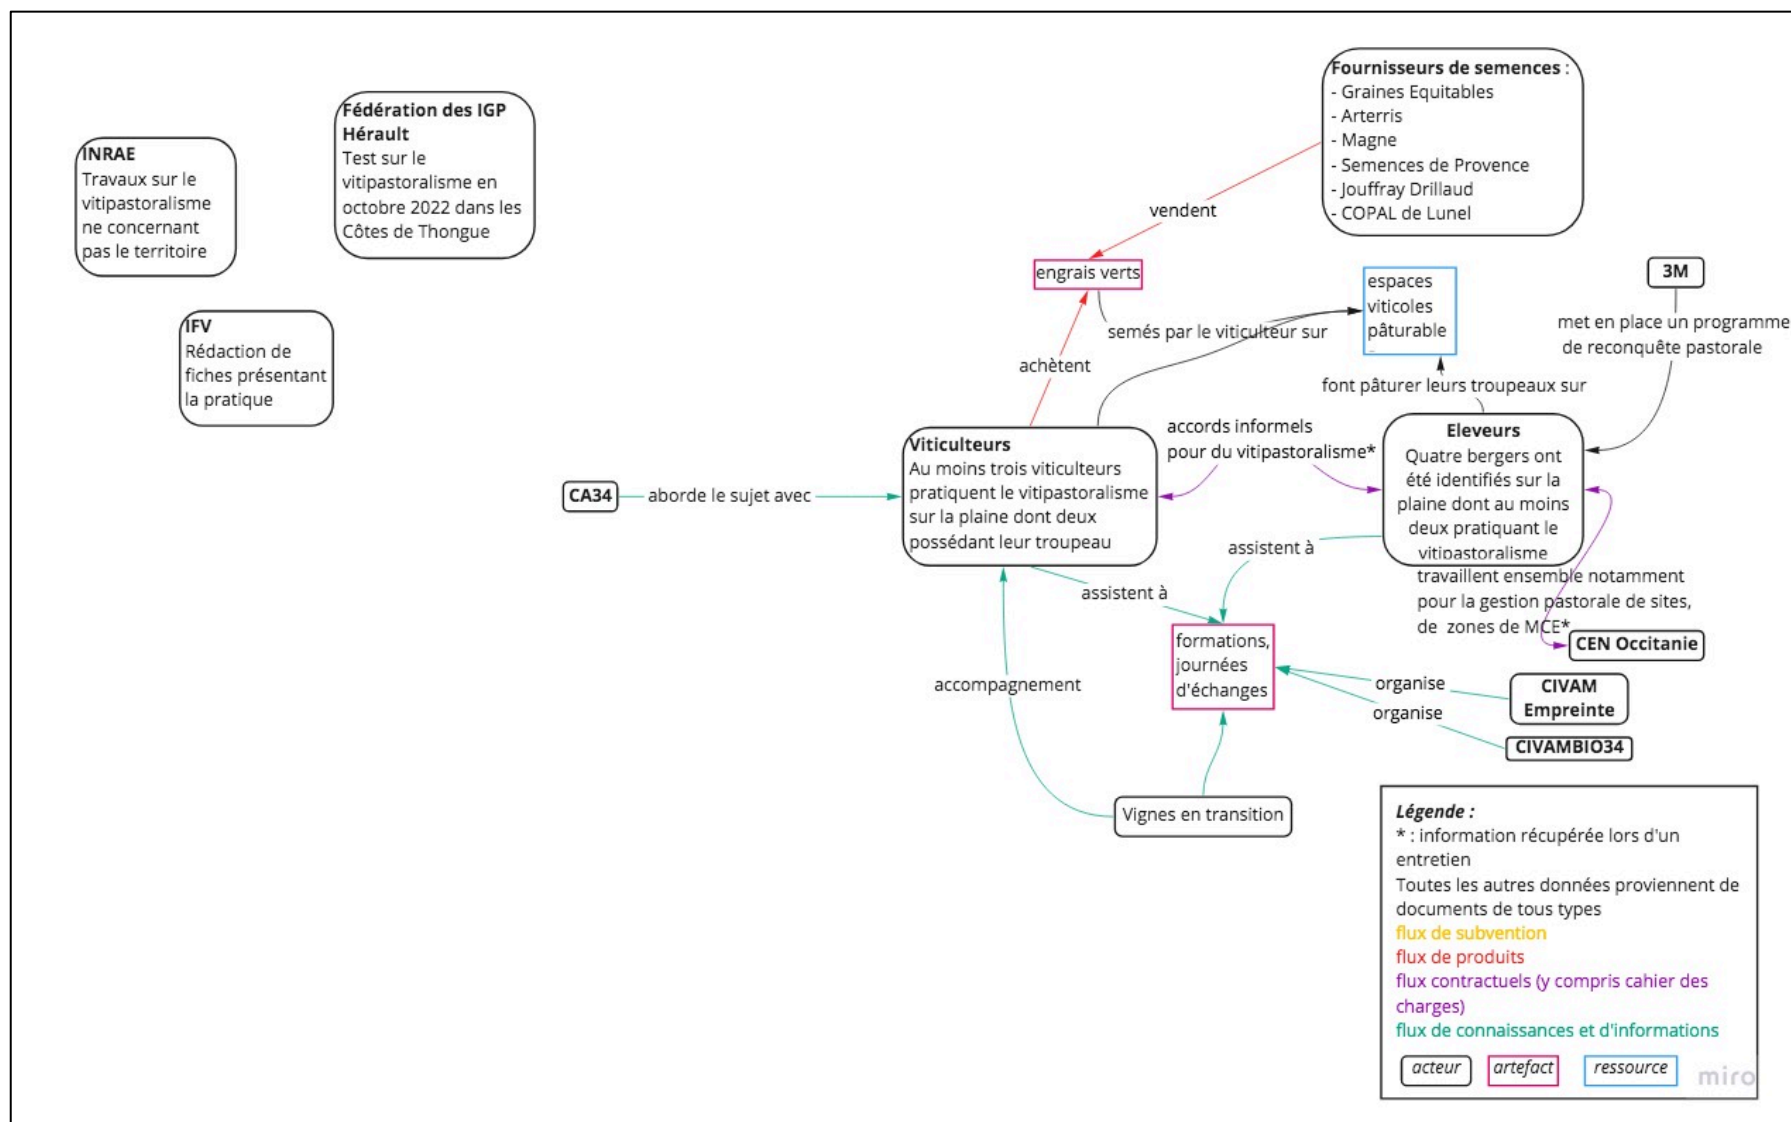 Fournisseurs de semences :
- Graines Equitables
- Arterris
- Magne
- Semences de Provence
- Jouffray Drillaud
- COPAL de Lunel
Fédération des IGP
Hérault
Test sur le
vitipastoralisme en
octobre 2022 dans les
Côtes de Thongue
INRAE
Travaux sur le
vitipastoralisme
ne concernant
pas le territoire
vendent
engrais verts
espaces
viticoles
pâturable
3M
IFV
Rédaction de
fiches présentant
la pratique
semés par le viticulteur sur
met en place un programme
de reconquête pastorale
achètent
font pâturer leurs troupeaux sur
accords informels
pour du vitipastoralisme*
Viticulteurs
Au moins trois viticulteurs
pratiquent le vitipastoralisme
sur la plaine dont deux
possédant leur troupeau
Eleveurs
Quatre bergers ont
été identifiés sur la
plaine dont au moins
deux pratiquant le
vitipastoralisme
CA34
aborde le sujet avec
assistent à
assistent à
travaillent ensemble notamment
pour la gestion pastorale de sites,
de zones de MCE*
CEN Occitanie
formations,
journées
d'échanges
accompagnement
organise
CIVAM
Empreinte
organise
CIVAMBIO34
Vignes en transition
Légende :
* : information récupérée lors d'un
entretien
Toutes les autres données proviennent de
documents de tous types
flux de subvention
flux de produits
flux contractuels (y compris cahier des
charges)
flux de connaissances et d'informations
acteur
artefact
ressource
miro